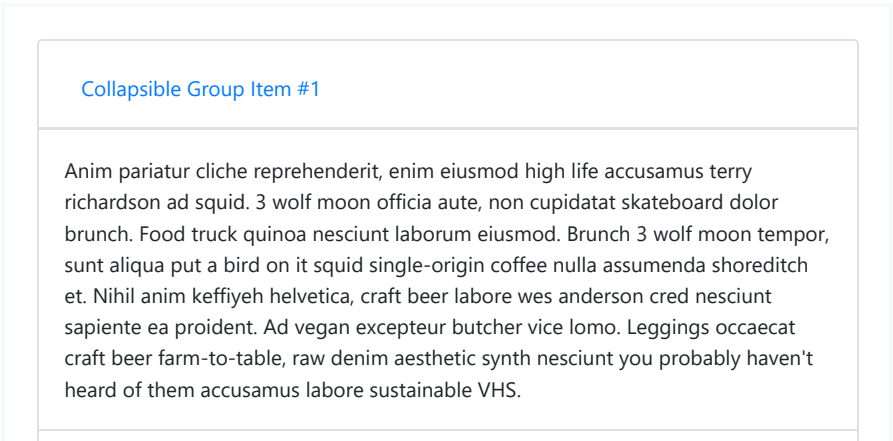 Collapsible Group Item #1
Anim pariatur cliche reprehenderit, enim eiusmod high life accusamus terry
richardson ad squid. 3 wolf moon officia aute, non cupidatat skateboard dolor
brunch. Food truck quinoa nesciunt laborum eiusmod. Brunch 3 wolf moon tempor,
sunt aliqua put a bird on it squid single-origin coffee nulla assumenda shoreditch
et. Nihil anim keffiyeh helvetica, craft beer labore wes anderson cred nesciunt
sapiente ea proident. Ad vegan excepteur butcher vice lomo. Leggings occaecat
craft beer farm-to-table, raw denim aesthetic synth nesciunt you probably haven't
heard of them accusamus labore sustainable VHS.